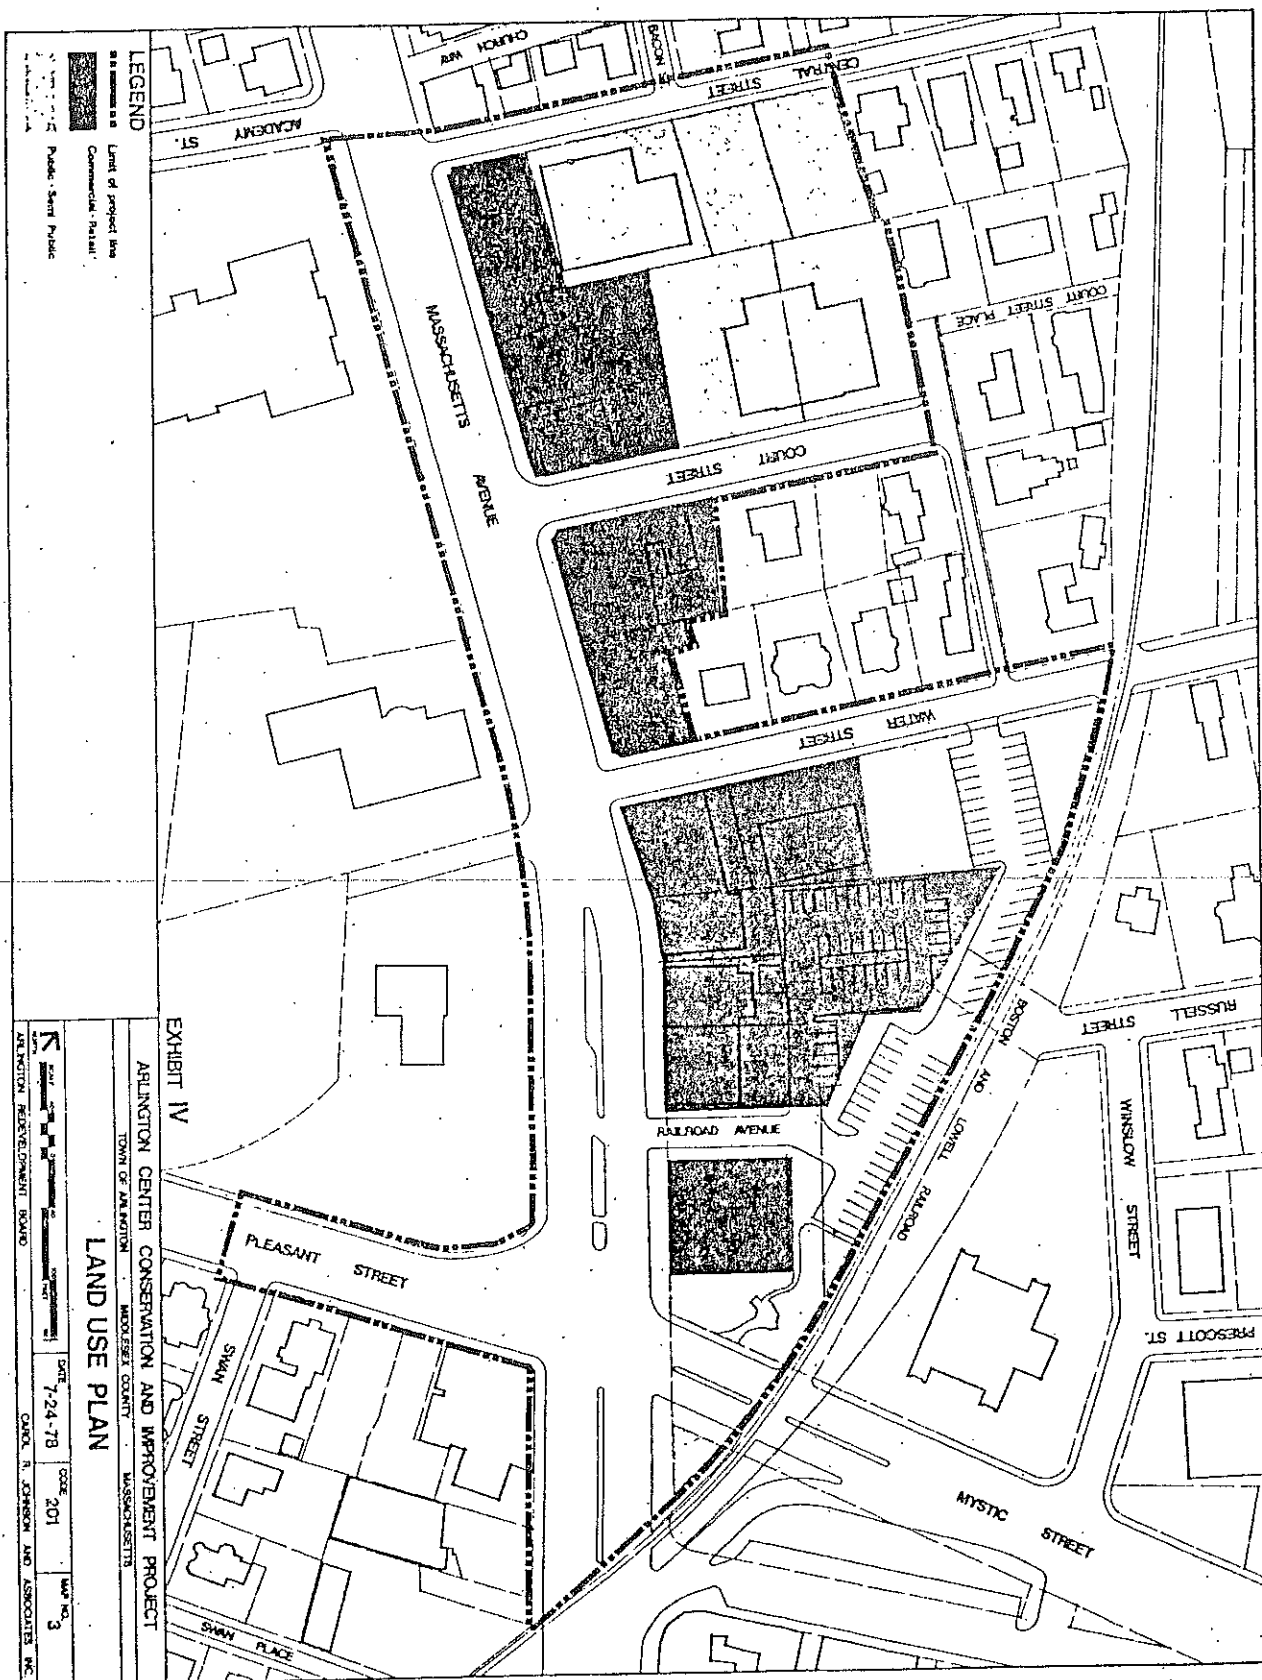 CHURCH WAY
BACON
CENTRAL STREET
ACADEMY ST.
COURT STREET PLACE
MASSACHUSETTS AVENUE
COURT STREET
WATER STREET
RUSSELL STREET
BOSTON AND LOWELL RAILROAD
WINSLOW STREET
RAILROAD AVENUE
PRESCOTT ST.
PLEASANT STREET
MYSTIC STREET
SWAN STREET
SWAN PLACE
LEGEND
Limit of project line
Commercial - Retail
Public - Semi Public
EXHIBIT IV
ARLINGTON CENTER CONSERVATION AND IMPROVEMENT PROJECT
TOWN OF ARLINGTON MIDDLESEX COUNTY MASSACHUSETTS
LAND USE PLAN
NORTH
DATE 7-24-78
CODE 201
MAP NO. 3
ARLINGTON REDEVELOPMENT BOARD
CAROL R. JOHNSON AND ASSOCIATES INC.